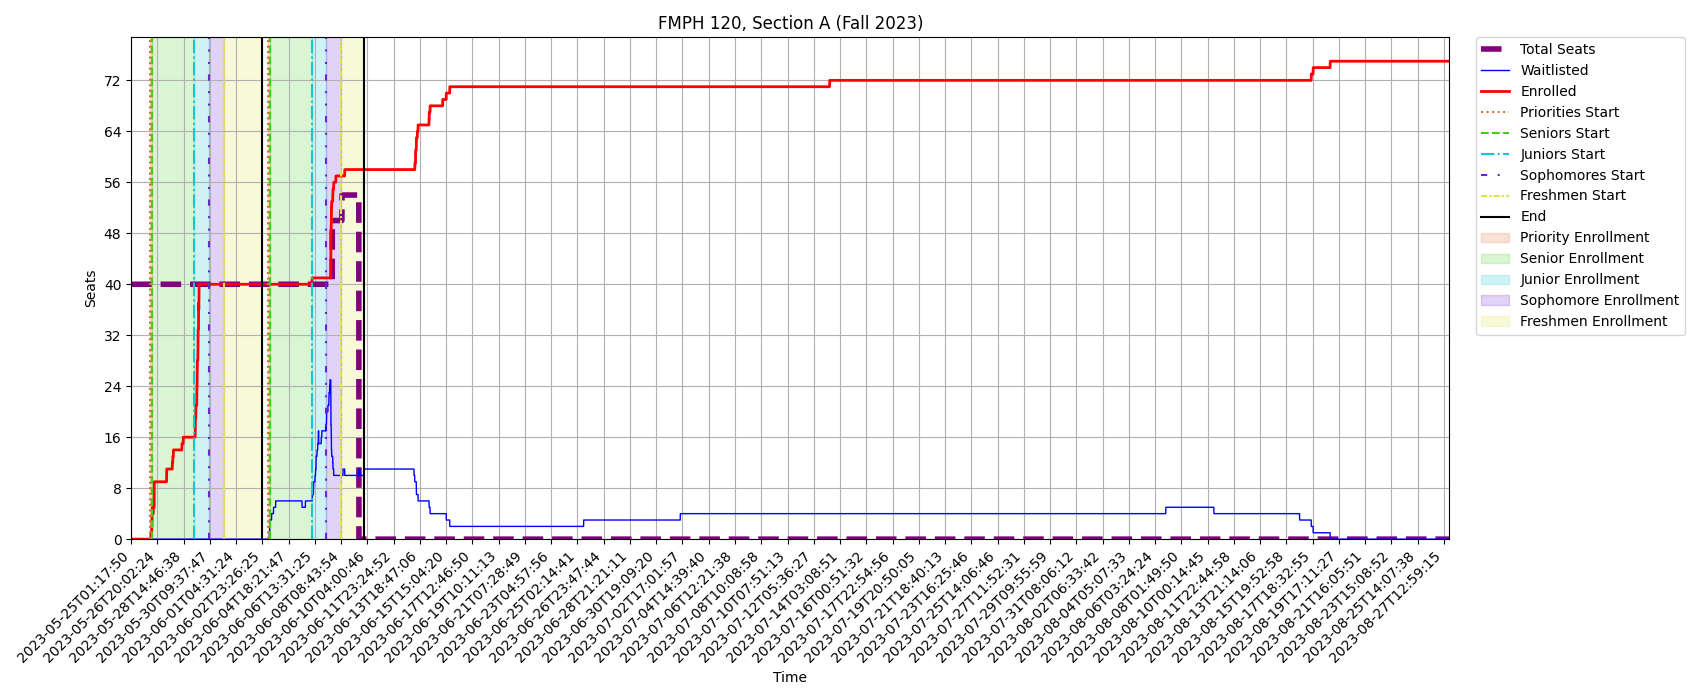 FMPH 120, Section A (Fall 2023)
Seats
72
64
56
48
40
32
24
16
8
0
2023-05-25T01:17:50
2023-05-26T20:02:24
2023-05-28T14:46:38
2023-05-30T09:37:47
2023-06-01T04:31:24
2023-06-02T23:26:25
2023-06-04T18:21:47
2023-06-06T13:31:25
2023-06-08T08:43:54
2023-06-10T04:00:46
2023-06-11T23:24:52
2023-06-13T18:47:06
2023-06-15T15:04:20
2023-06-17T12:46:50
2023-06-19T10:11:13
2023-06-21T07:28:49
2023-06-23T04:57:56
2023-06-25T02:14:41
2023-06-26T23:47:44
2023-06-28T21:21:11
2023-06-30T19:09:20
2023-07-02T17:01:57
2023-07-04T14:39:40
2023-07-06T12:21:38
2023-07-08T10:08:58
2023-07-10T07:51:13
2023-07-12T05:36:27
2023-07-14T03:08:51
2023-07-16T00:51:32
2023-07-17T22:54:56
2023-07-19T20:50:05
2023-07-21T18:40:13
2023-07-23T16:25:46
2023-07-25T14:06:46
2023-07-27T11:52:31
2023-07-29T09:55:59
2023-07-31T08:06:12
2023-08-02T06:33:42
2023-08-04T05:07:33
2023-08-06T03:24:24
2023-08-08T01:49:50
2023-08-10T00:14:45
2023-08-11T22:44:58
2023-08-13T21:14:06
2023-08-15T19:52:58
2023-08-17T18:32:55
2023-08-19T17:11:27
2023-08-21T16:05:51
2023-08-23T15:08:52
2023-08-25T14:07:38
2023-08-27T12:59:15
Time
Total Seats
Waitlisted
Enrolled
Priorities Start
Seniors Start
Juniors Start
Sophomores Start
Freshmen Start
End
Priority Enrollment
Senior Enrollment
Junior Enrollment
Sophomore Enrollment
Freshmen Enrollment